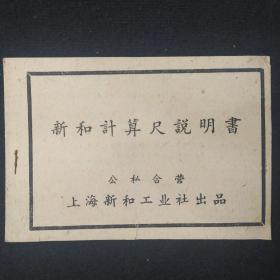 新和計算尺說明書
公私合营
上海新和工业社出品